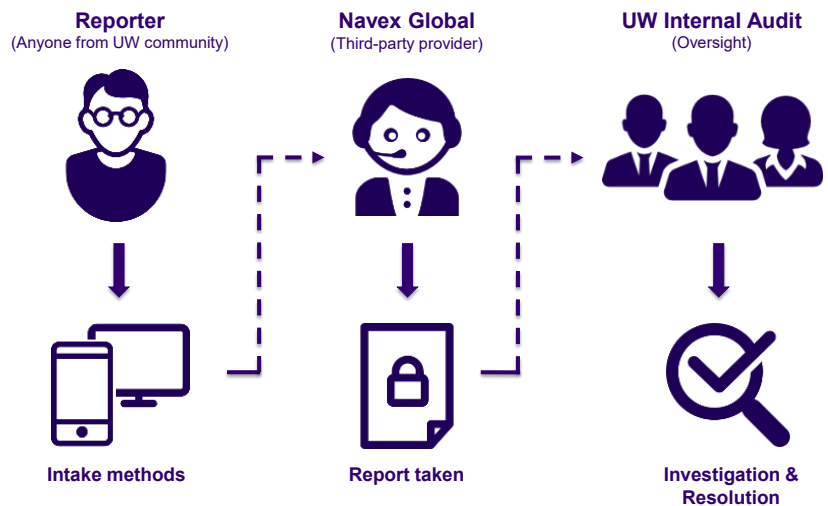 Reporter
(Anyone from UW community)
Navex Global
(Third-party provider)
UW Internal Audit
(Oversight)
Intake methods
Report taken
Investigation &
Resolution